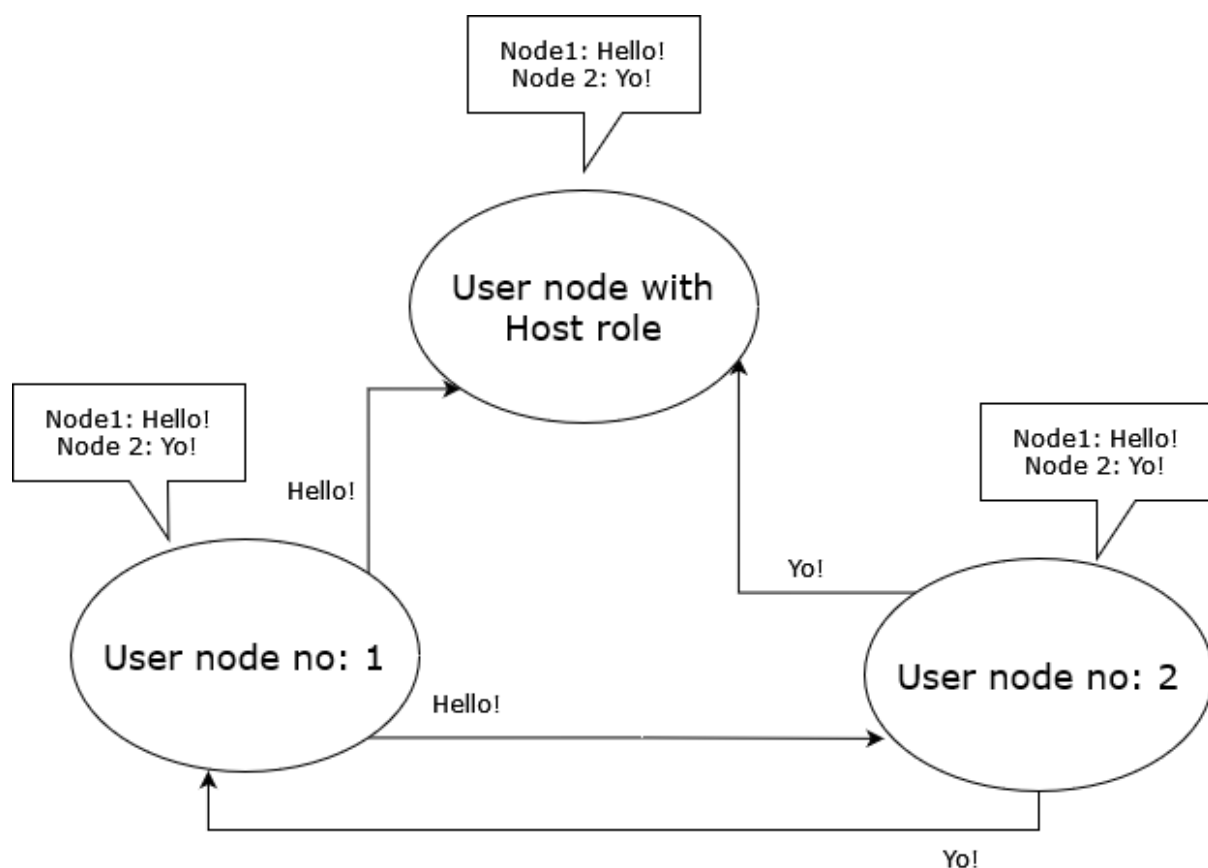 Node1: Hello!
Node 2: Yo!
User node with
Host role
Node1: Hello!
Node 2: Yo!
Node1: Hello!
Node 2: Yo!
Hello!
Yo!
User node no: 1
User node no: 2
Hello!
Yo!